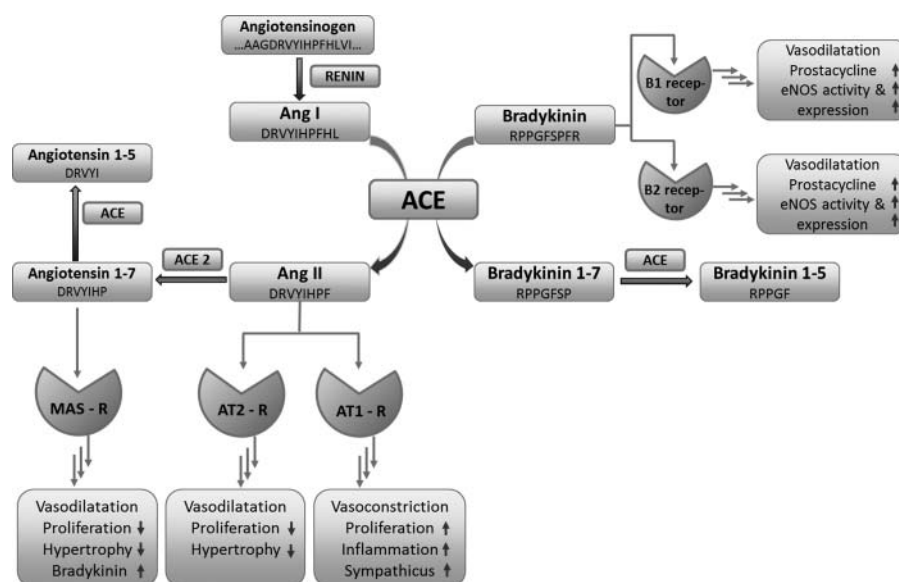 Angiotensinogen
...AAGDRVYIHPFHLVI...
RENIN
Ang I
DRVYIHPFHL
Bradykinin
RPPGFSPFR
B1 recep-
tor
Vasodilatation
Prostacycline ↑
eNOS activity & ↑
expression ↑
B2 recep-
tor
Vasodilatation
Prostacycline ↑
eNOS activity & ↑
expression ↑
Angiotensin 1-5
DRVYI
ACE
ACE
Angiotensin 1-7
DRVYIHP
ACE 2
Ang II
DRVYIHPF
Bradykinin 1-7
RPPGFSP
ACE
Bradykinin 1-5
RPPGF
MAS - R
AT2 - R
AT1 - R
Vasodilatation
Proliferation ↓
Hypertrophy ↓
Bradykinin ↑
Vasodilatation
Proliferation ↓
Hypertrophy ↓
Vasoconstriction
Proliferation ↑
Inflammation ↑
Sympathicus ↑